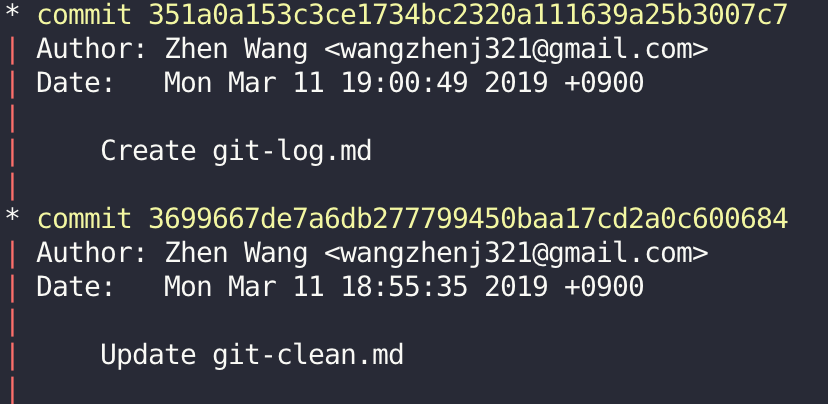 * commit 351a0a153c3ce1734bc2320a111639a25b3007c7
| Author: Zhen Wang <wangzhenj321@gmail.com>
| Date:   Mon Mar 11 19:00:49 2019 +0900
|
|     Create git-log.md
|
* commit 3699667de7a6db277799450baa17cd2a0c600684
| Author: Zhen Wang <wangzhenj321@gmail.com>
| Date:   Mon Mar 11 18:55:35 2019 +0900
|
|     Update git-clean.md
|